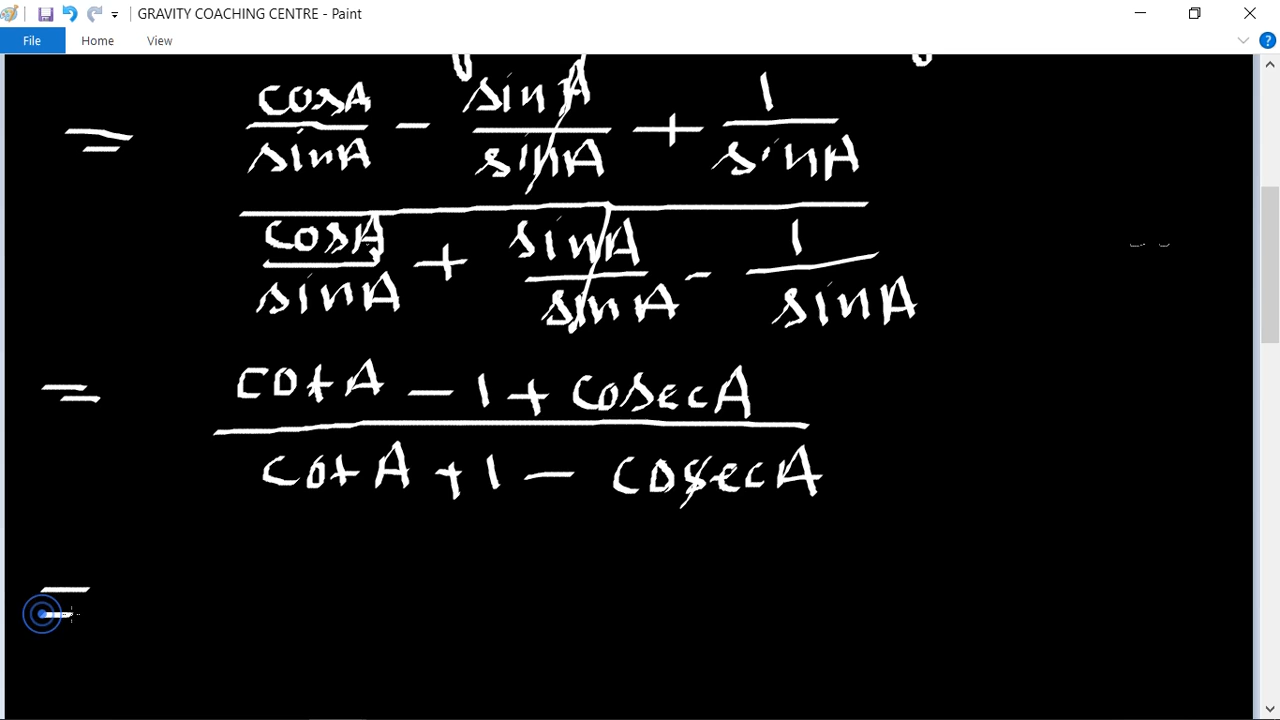 GRAVITY COACHING CENTRE - Paint
File Home View
= (cosA/sinA - sinA/sinA + 1/sinA) / (cosA/sinA + sinA/sinA - 1/sinA)
= (cotA - 1 + cosecA) / (cotA + 1 - cosecA)
=